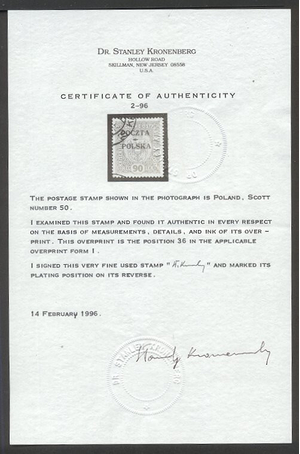 DR. STANLEY KRONENBERG
HOLLOW ROAD
SKILLMAN, NEW JERSEY 08558
U.S.A.
CERTIFICATE OF AUTHENTICITY
2-96
POCZTA
POLSKA
90
THE POSTAGE STAMP SHOWN IN THE PHOTOGRAPH IS POLAND, SCOTT
NUMBER 50.
I EXAMINED THIS STAMP AND FOUND IT AUTHENTIC IN EVERY RESPECT
ON THE BASIS OF MEASUREMENTS, DETAILS, AND INK OF ITS OVER-
PRINT. THIS OVERPRINT IS THE POSITION 36 IN THE APPLICABLE
OVERPRINT FORM I.
I SIGNED THIS VERY FINE USED STAMP " " AND MARKED ITS
PLATING POSITION ON ITS REVERSE.
14 FEBRUARY 1996.
Stanley Kronenberg